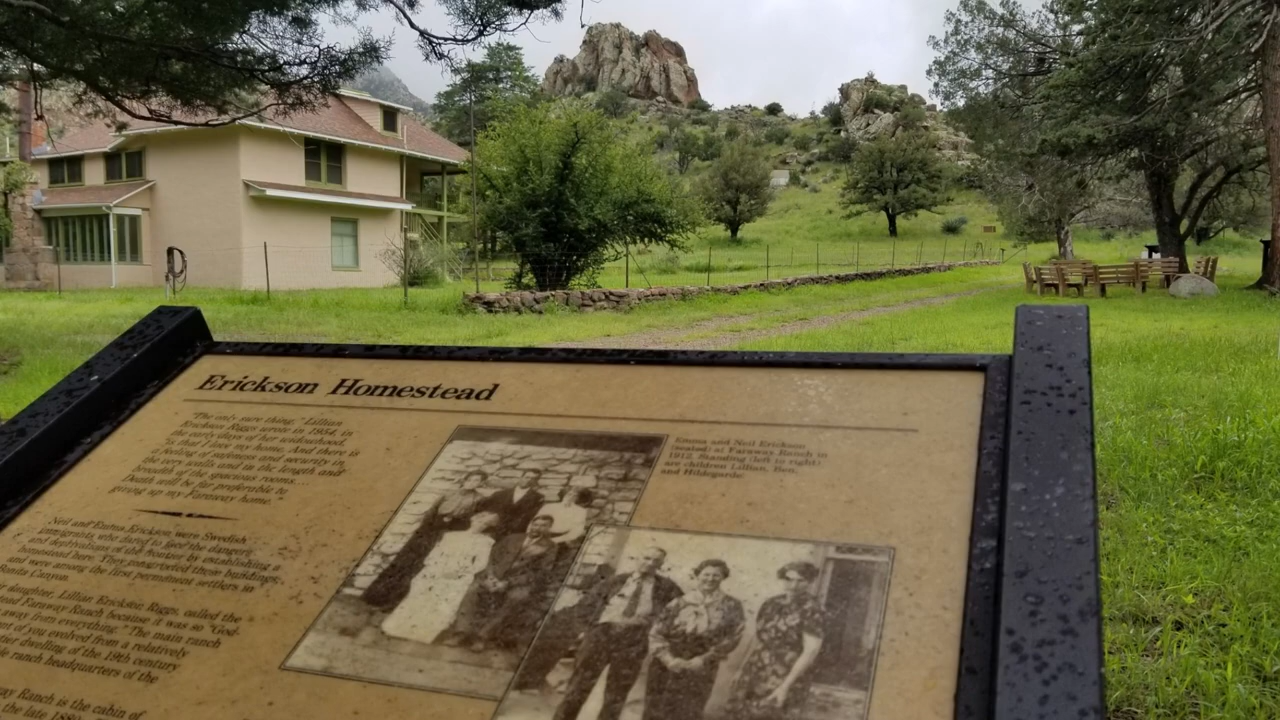 Erickson Homestead
"The only sure thing," Lillian
Erickson Riggs wrote in 1954, in
the early days of her widowhood,
"is that I love my home. And there is
a feeling of sadness and security in
the very walls and in the length and
breadth of the spacious rooms....
Death will be far preferable to
giving up my Faraway home."
Neil and Emma Erickson were Swedish
immigrants who dared to face the dangers
and deprivations of the frontier by establishing a
homestead here. They constructed these buildings,
and were among the first permanent settlers in
Bonita Canyon.
daughter, Lillian Erickson Riggs, called the
Faraway Ranch because it was so "God-
away from everything." The main ranch
of you evolved from a relatively
dwelling of the 19th century
ranch headquarters of the
Ranch is the cabin of
the late
Emma and Neil Erickson
(seated) at Faraway Ranch in
1912. Standing (left to right)
are children Lillian, Ben,
and Hildegarde.